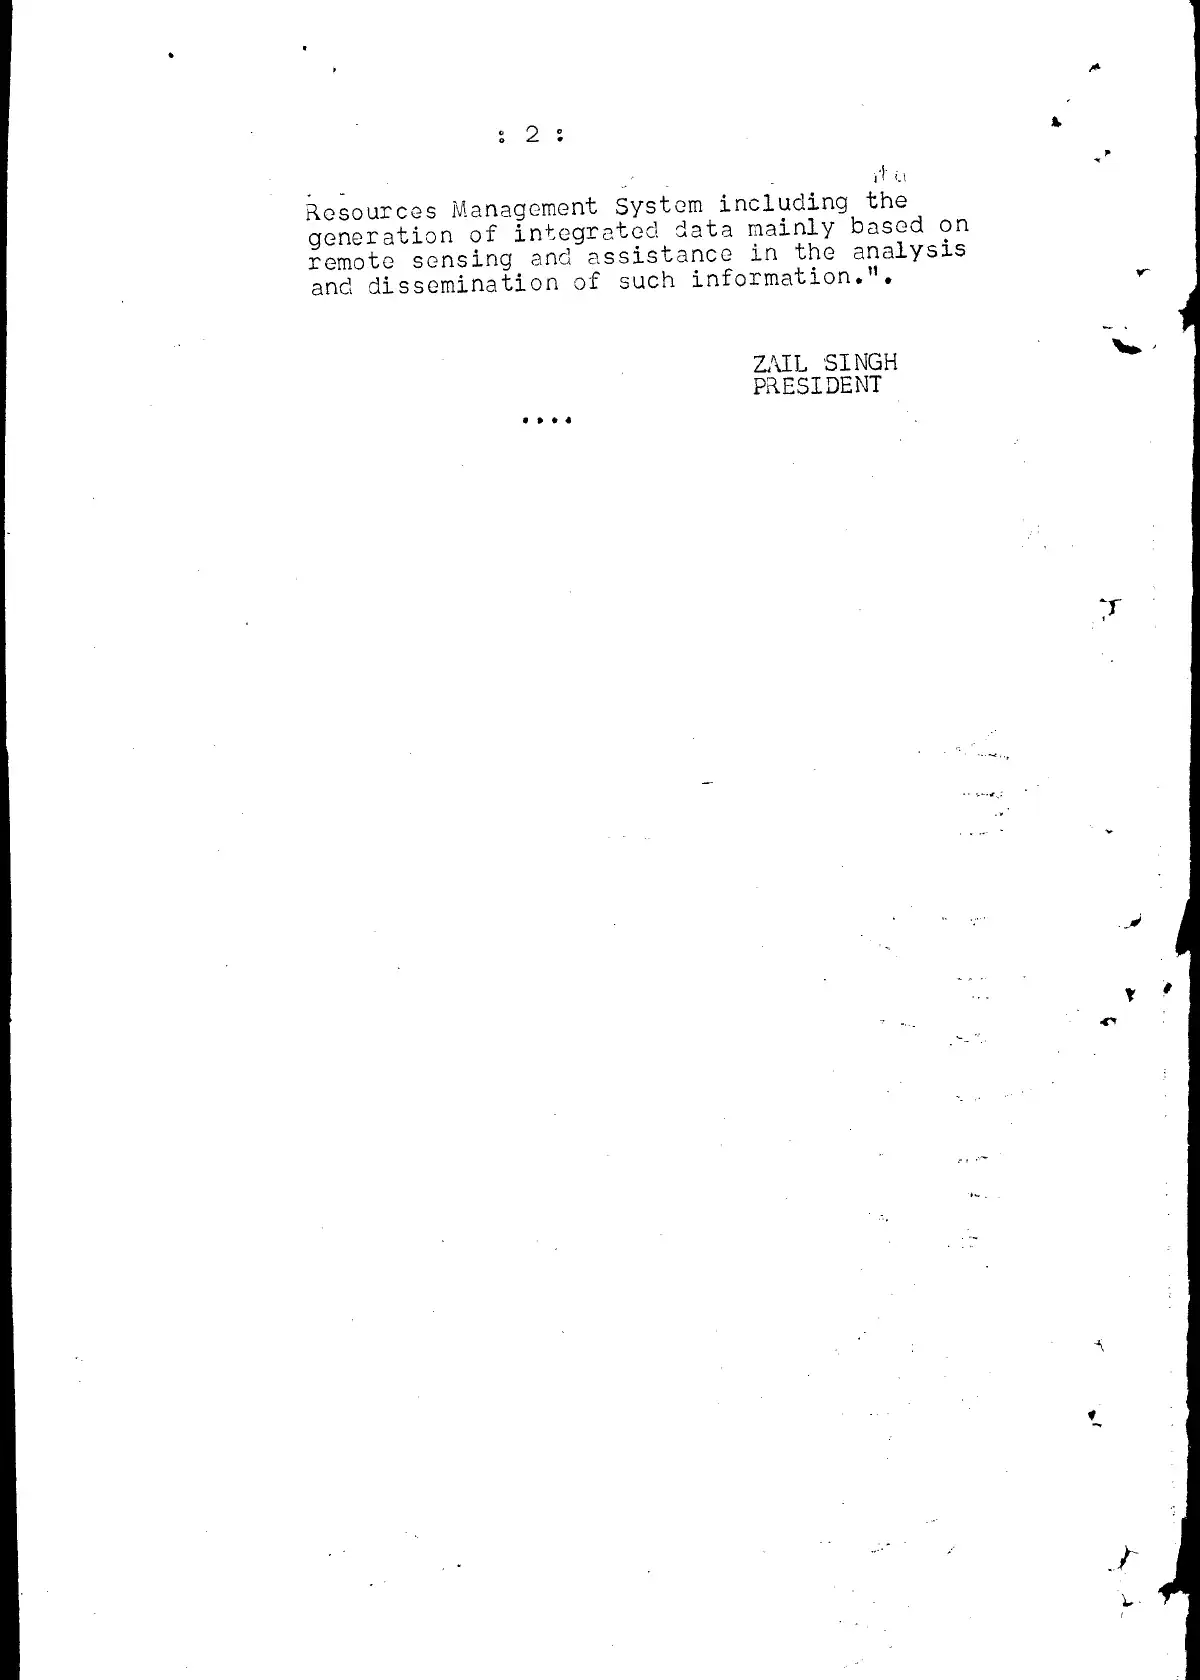 : 2 :
Resources Management System including the
generation of integrated data mainly based on
remote sensing and assistance in the analysis
and dissemination of such information.".
ZAIL SINGH
PRESIDENT
....